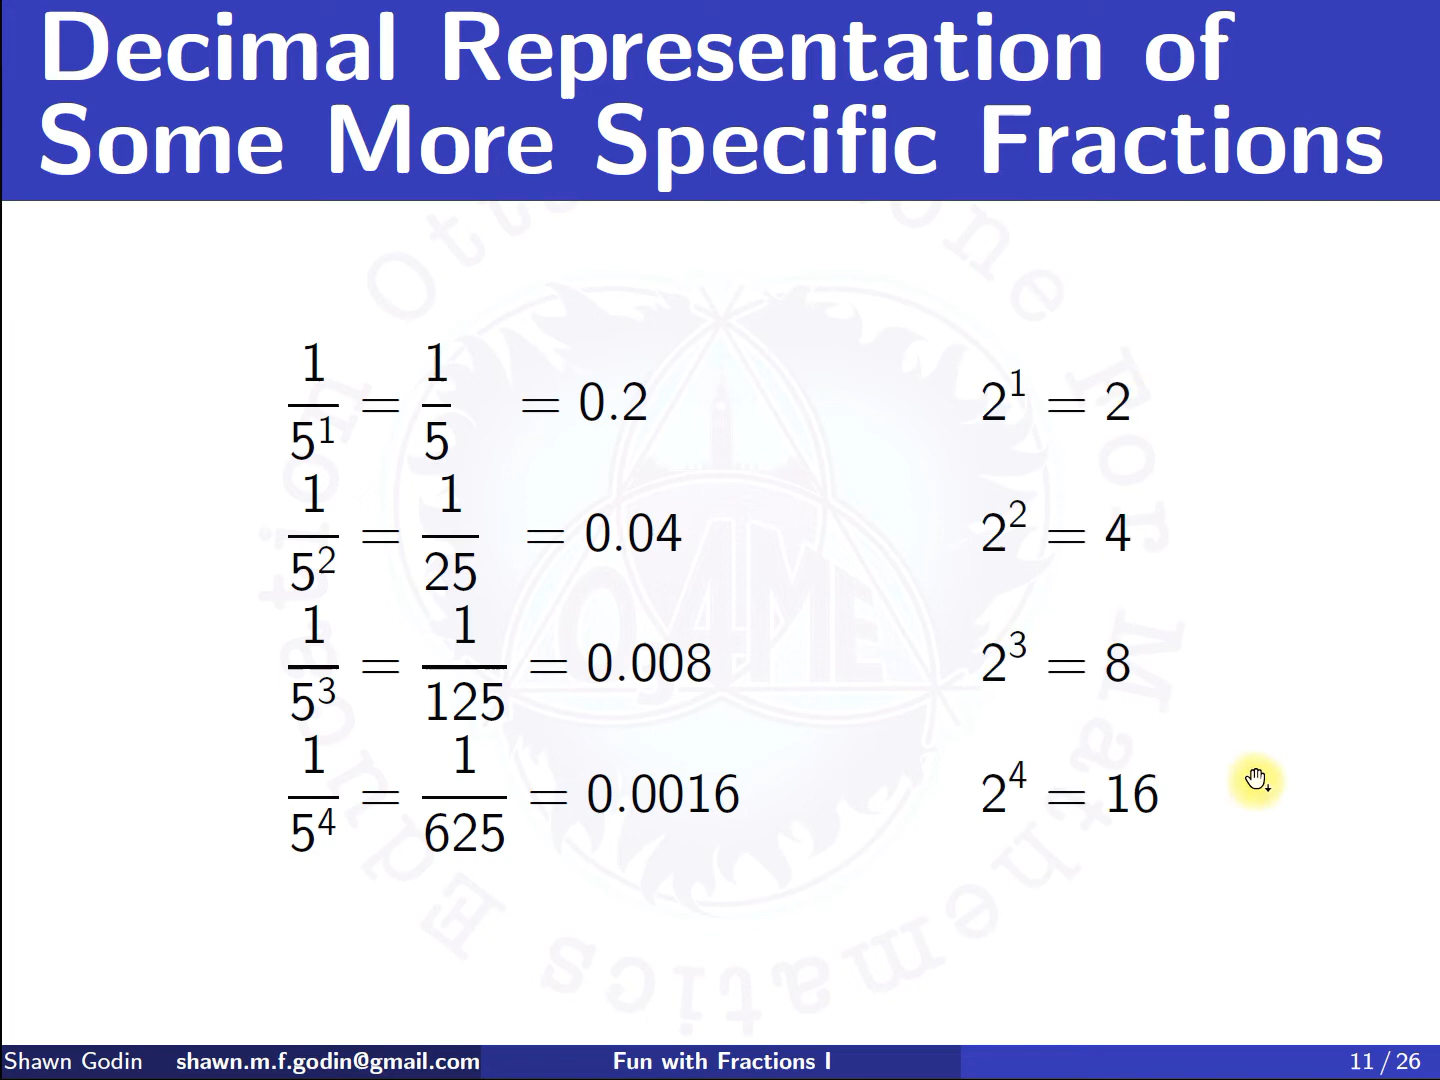 Decimal Representation of
Some More Specific Fractions
1/5^1 = 1/5 = 0.2 2^1 = 2
1/5^2 = 1/25 = 0.04 2^2 = 4
1/5^3 = 1/125 = 0.008 2^3 = 8
1/5^4 = 1/625 = 0.0016 2^4 = 16
Shawn Godin shawn.m.f.godin@gmail.com Fun with Fractions I 11 / 26